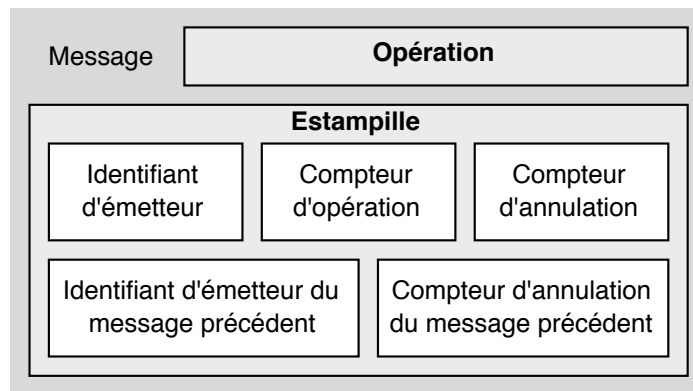 Message
Opération
Estampille
Identifiant
d'émetteur
Compteur
d'opération
Compteur
d'annulation
Identifiant d'émetteur du
message précédent
Compteur d'annulation
du message précédent